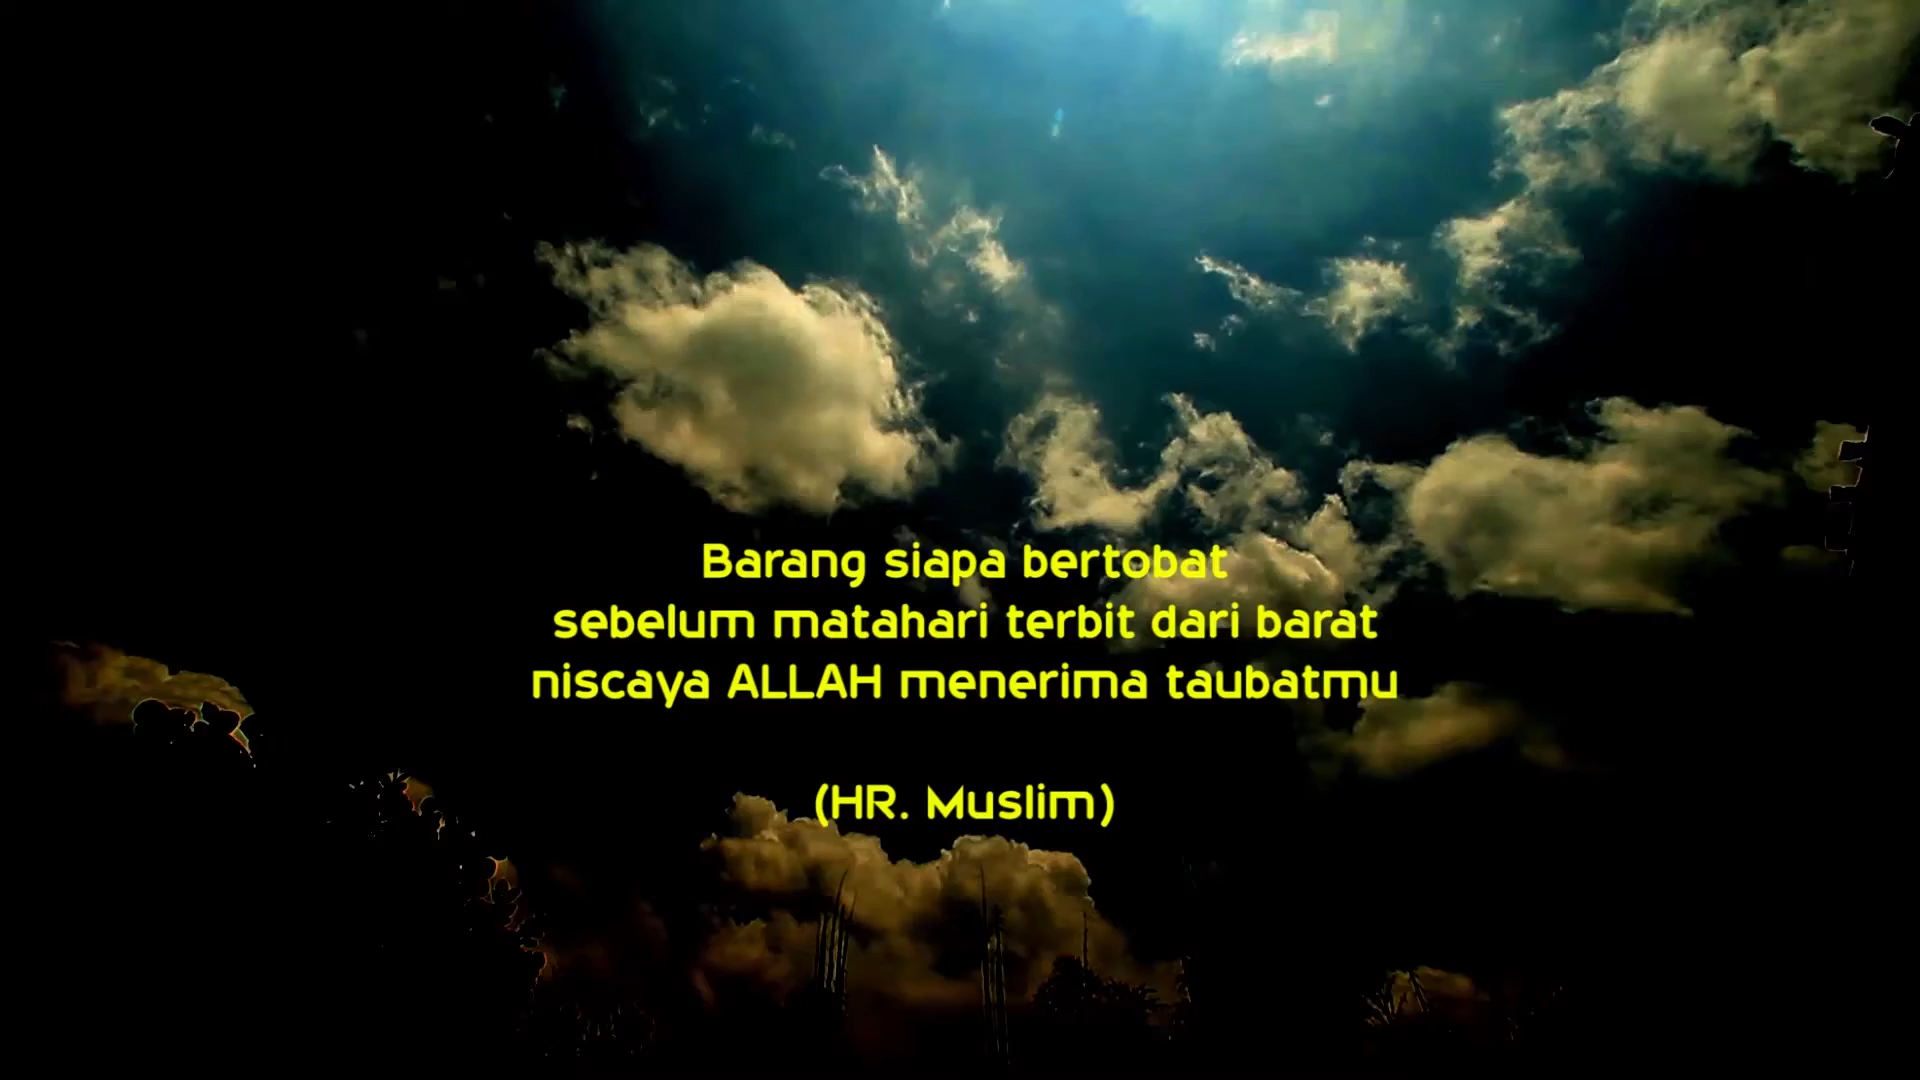 Barang siapa bertobat
sebelum matahari terbit dari barat
niscaya ALLAH menerima taubatmu
(HR. Muslim)